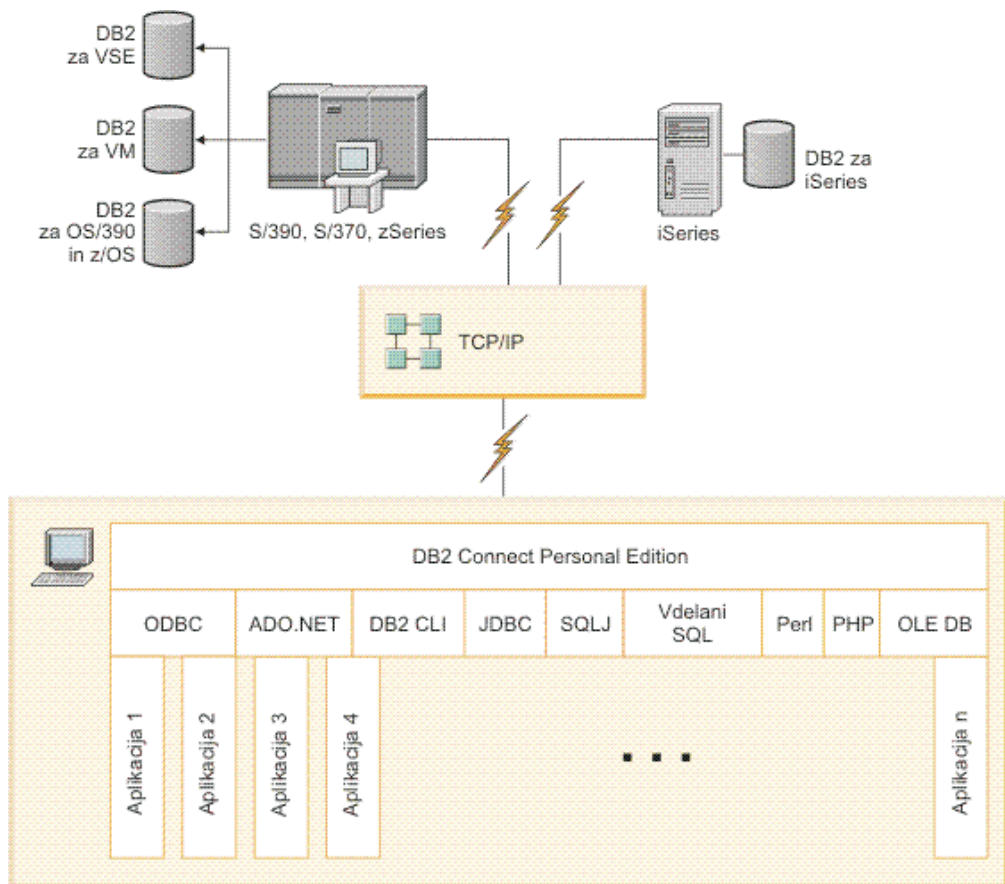 DB2
za VSE
DB2
za VM
DB2
za OS/390
in z/OS
S/390, S/370, zSeries
iSeries
DB2 za
iSeries
TCP/IP
DB2 Connect Personal Edition
ODBC
ADO.NET
DB2 CLI
JDBC
SQLJ
Vdelani
SQL
Perl
PHP
OLE DB
Aplikacija 1
Aplikacija 2
Aplikacija 3
Aplikacija 4
. . .
Aplikacija n